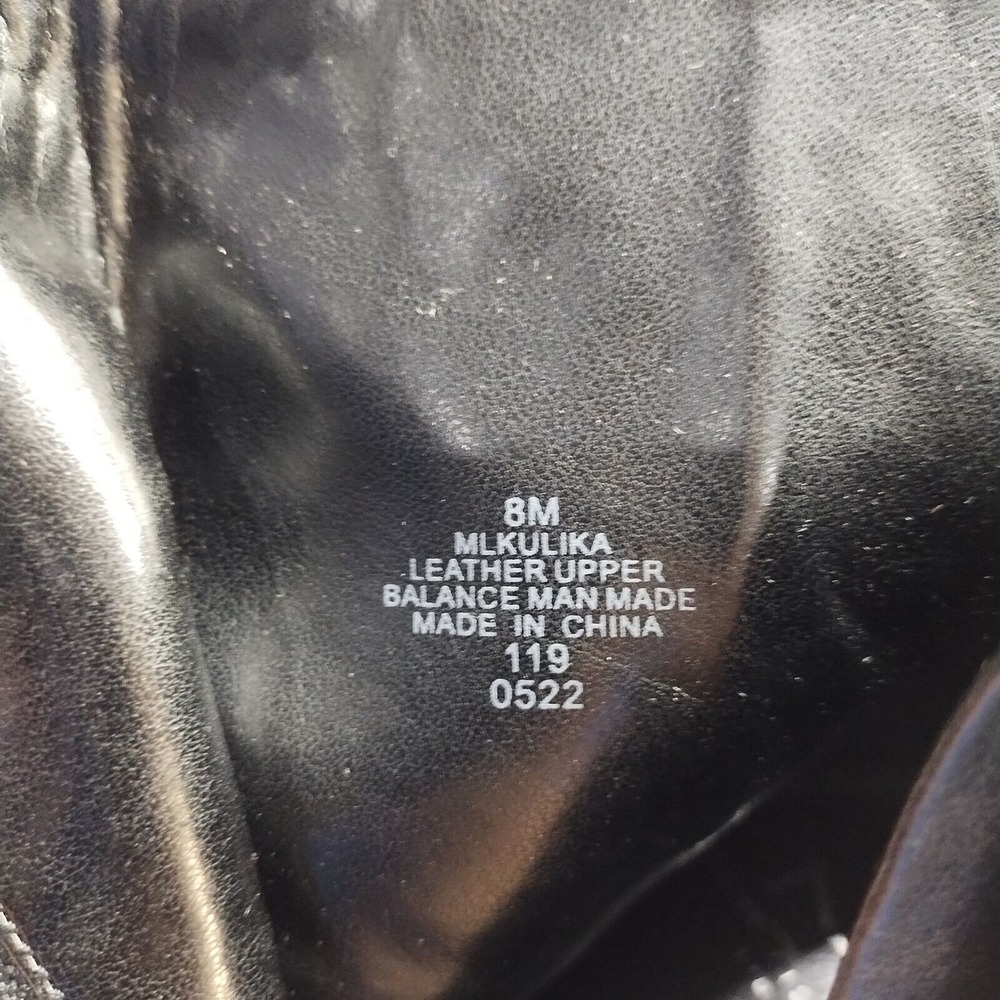 8M
MLKULIKA
LEATHER UPPER
BALANCE MAN MADE
MADE IN CHINA
119
0522